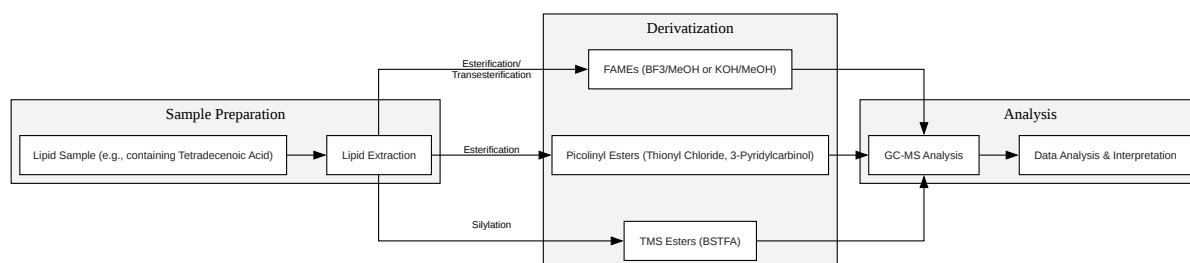 Derivatization
Esterification/
Transesterification
FAMEs (BF3/MeOH or KOH/MeOH)
Sample Preparation
Analysis
Lipid Sample (e.g., containing Tetradecenoic Acid)
Lipid Extraction
Esterification
Picolinyl Esters (Thionyl Chloride, 3-Pyridylcarbinol)
GC-MS Analysis
Data Analysis & Interpretation
Silylation
TMS Esters (BSTFA)